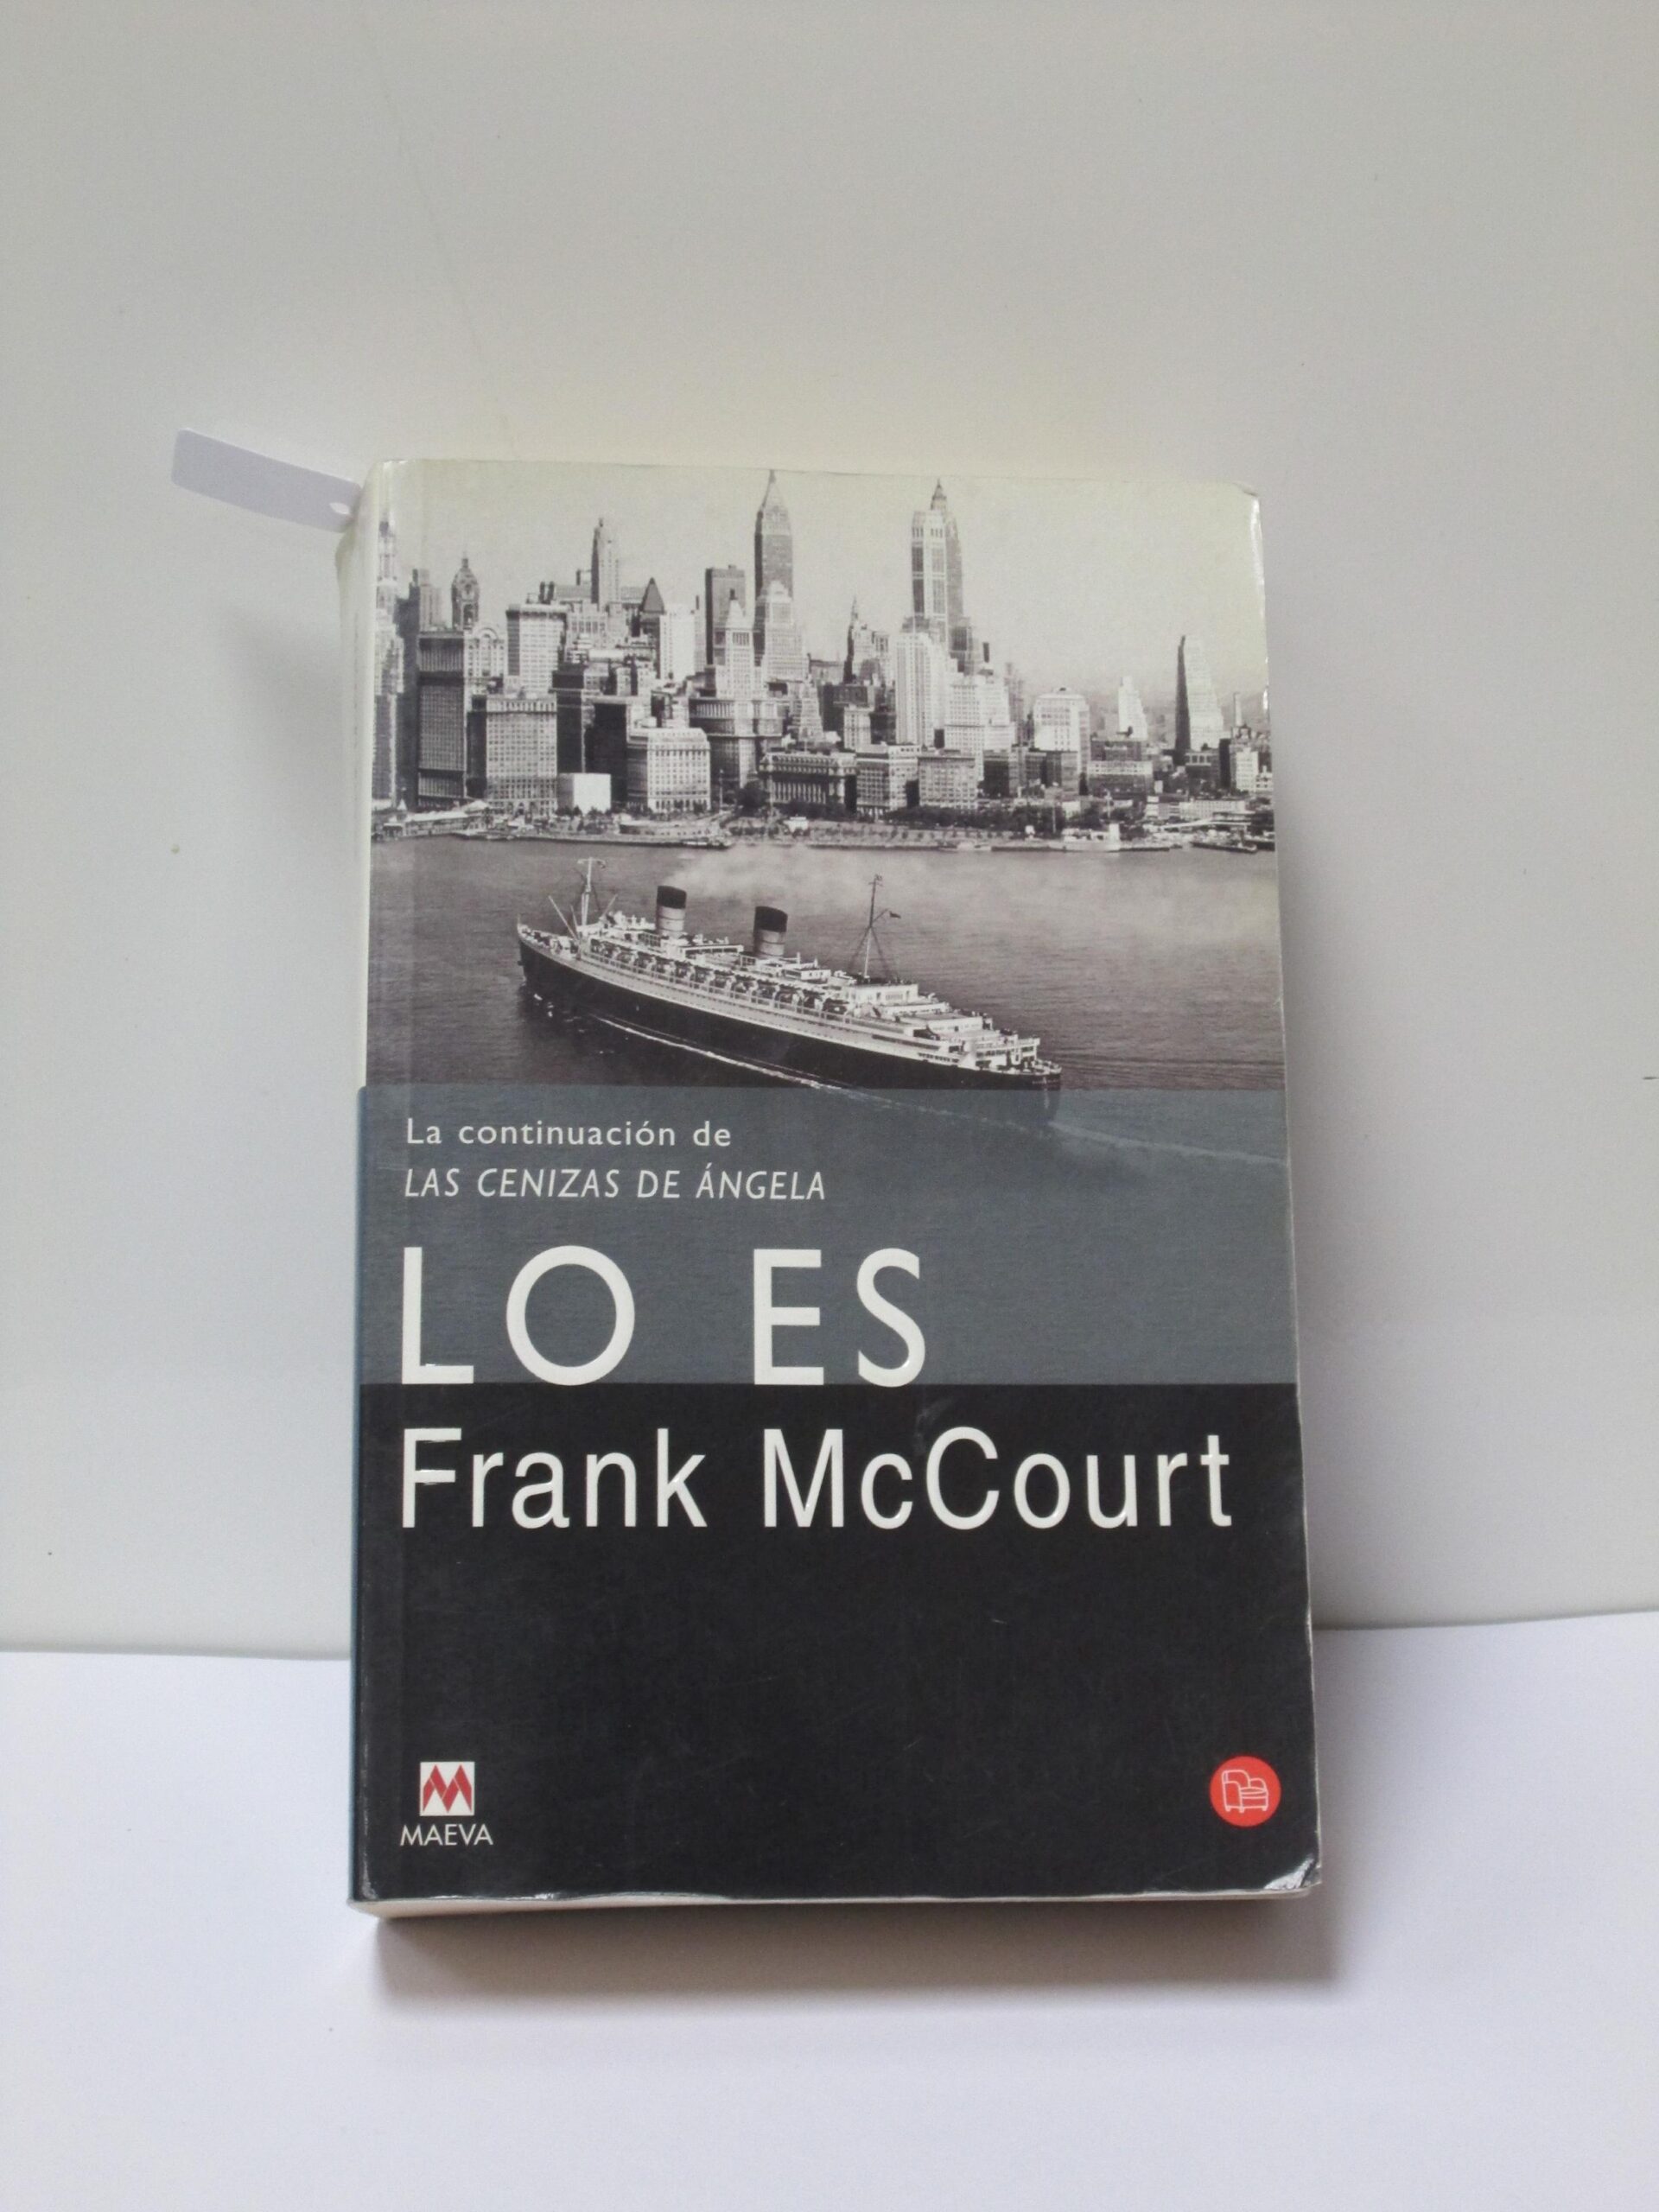 La continuación de
LAS CENIZAS DE ÁNGELA
LO ES
Frank McCourt
MAEVA